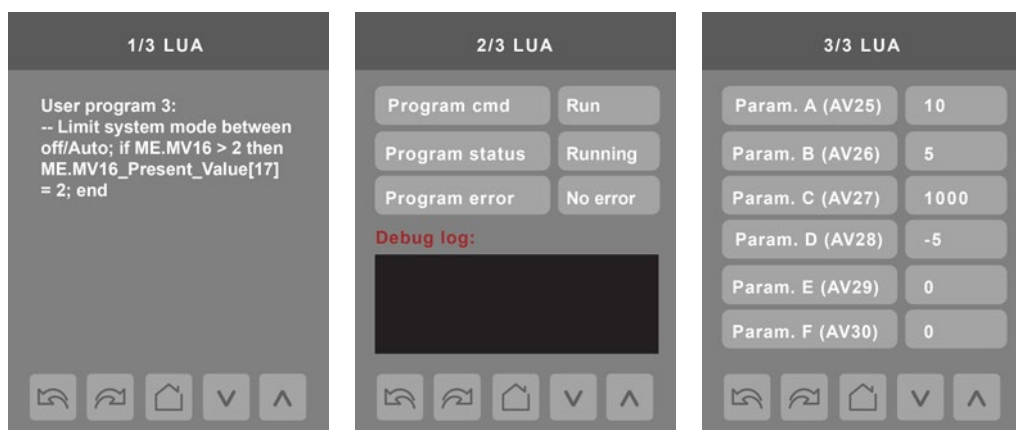 1/3 LUA
User program 3:
-- Limit system mode between
off/Auto; if ME.MV16 > 2 then
ME.MV16_Present_Value[17]
= 2; end
2/3 LUA
Program cmd Run
Program status Running
Program error No error
Debug log:
3/3 LUA
Param. A (AV25) 10
Param. B (AV26) 5
Param. C (AV27) 1000
Param. D (AV28) -5
Param. E (AV29) 0
Param. F (AV30) 0